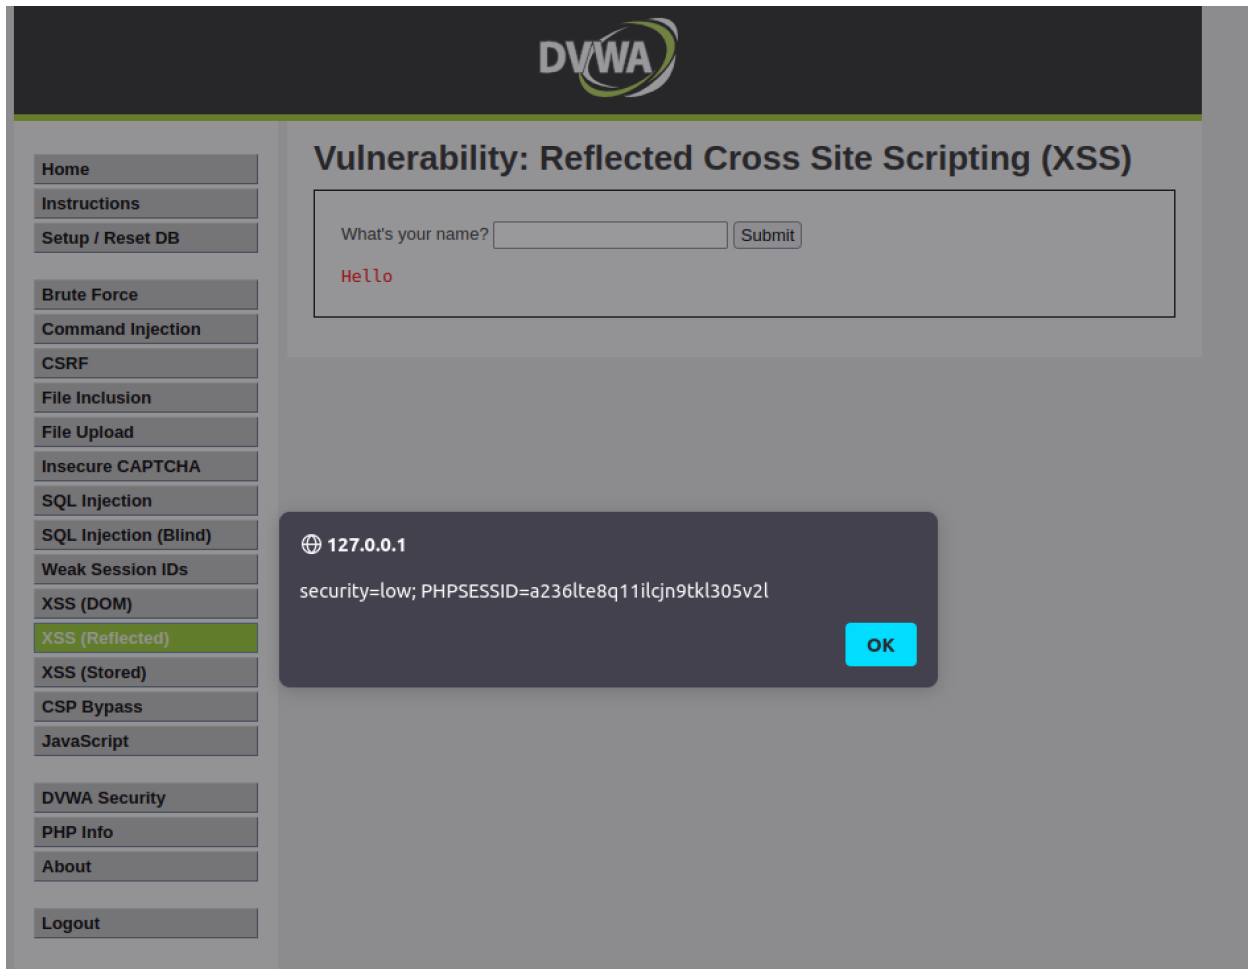 DVWA
Home
Instructions
Setup / Reset DB
Brute Force
Command Injection
CSRF
File Inclusion
File Upload
Insecure CAPTCHA
SQL Injection
SQL Injection (Blind)
Weak Session IDs
XSS (DOM)
XSS (Reflected)
XSS (Stored)
CSP Bypass
JavaScript
DVWA Security
PHP Info
About
Logout
Vulnerability: Reflected Cross Site Scripting (XSS)
What's your name? Submit
Hello
127.0.0.1
security=low; PHPSESSID=a236lte8q11ilcjn9tkl305v2l
OK